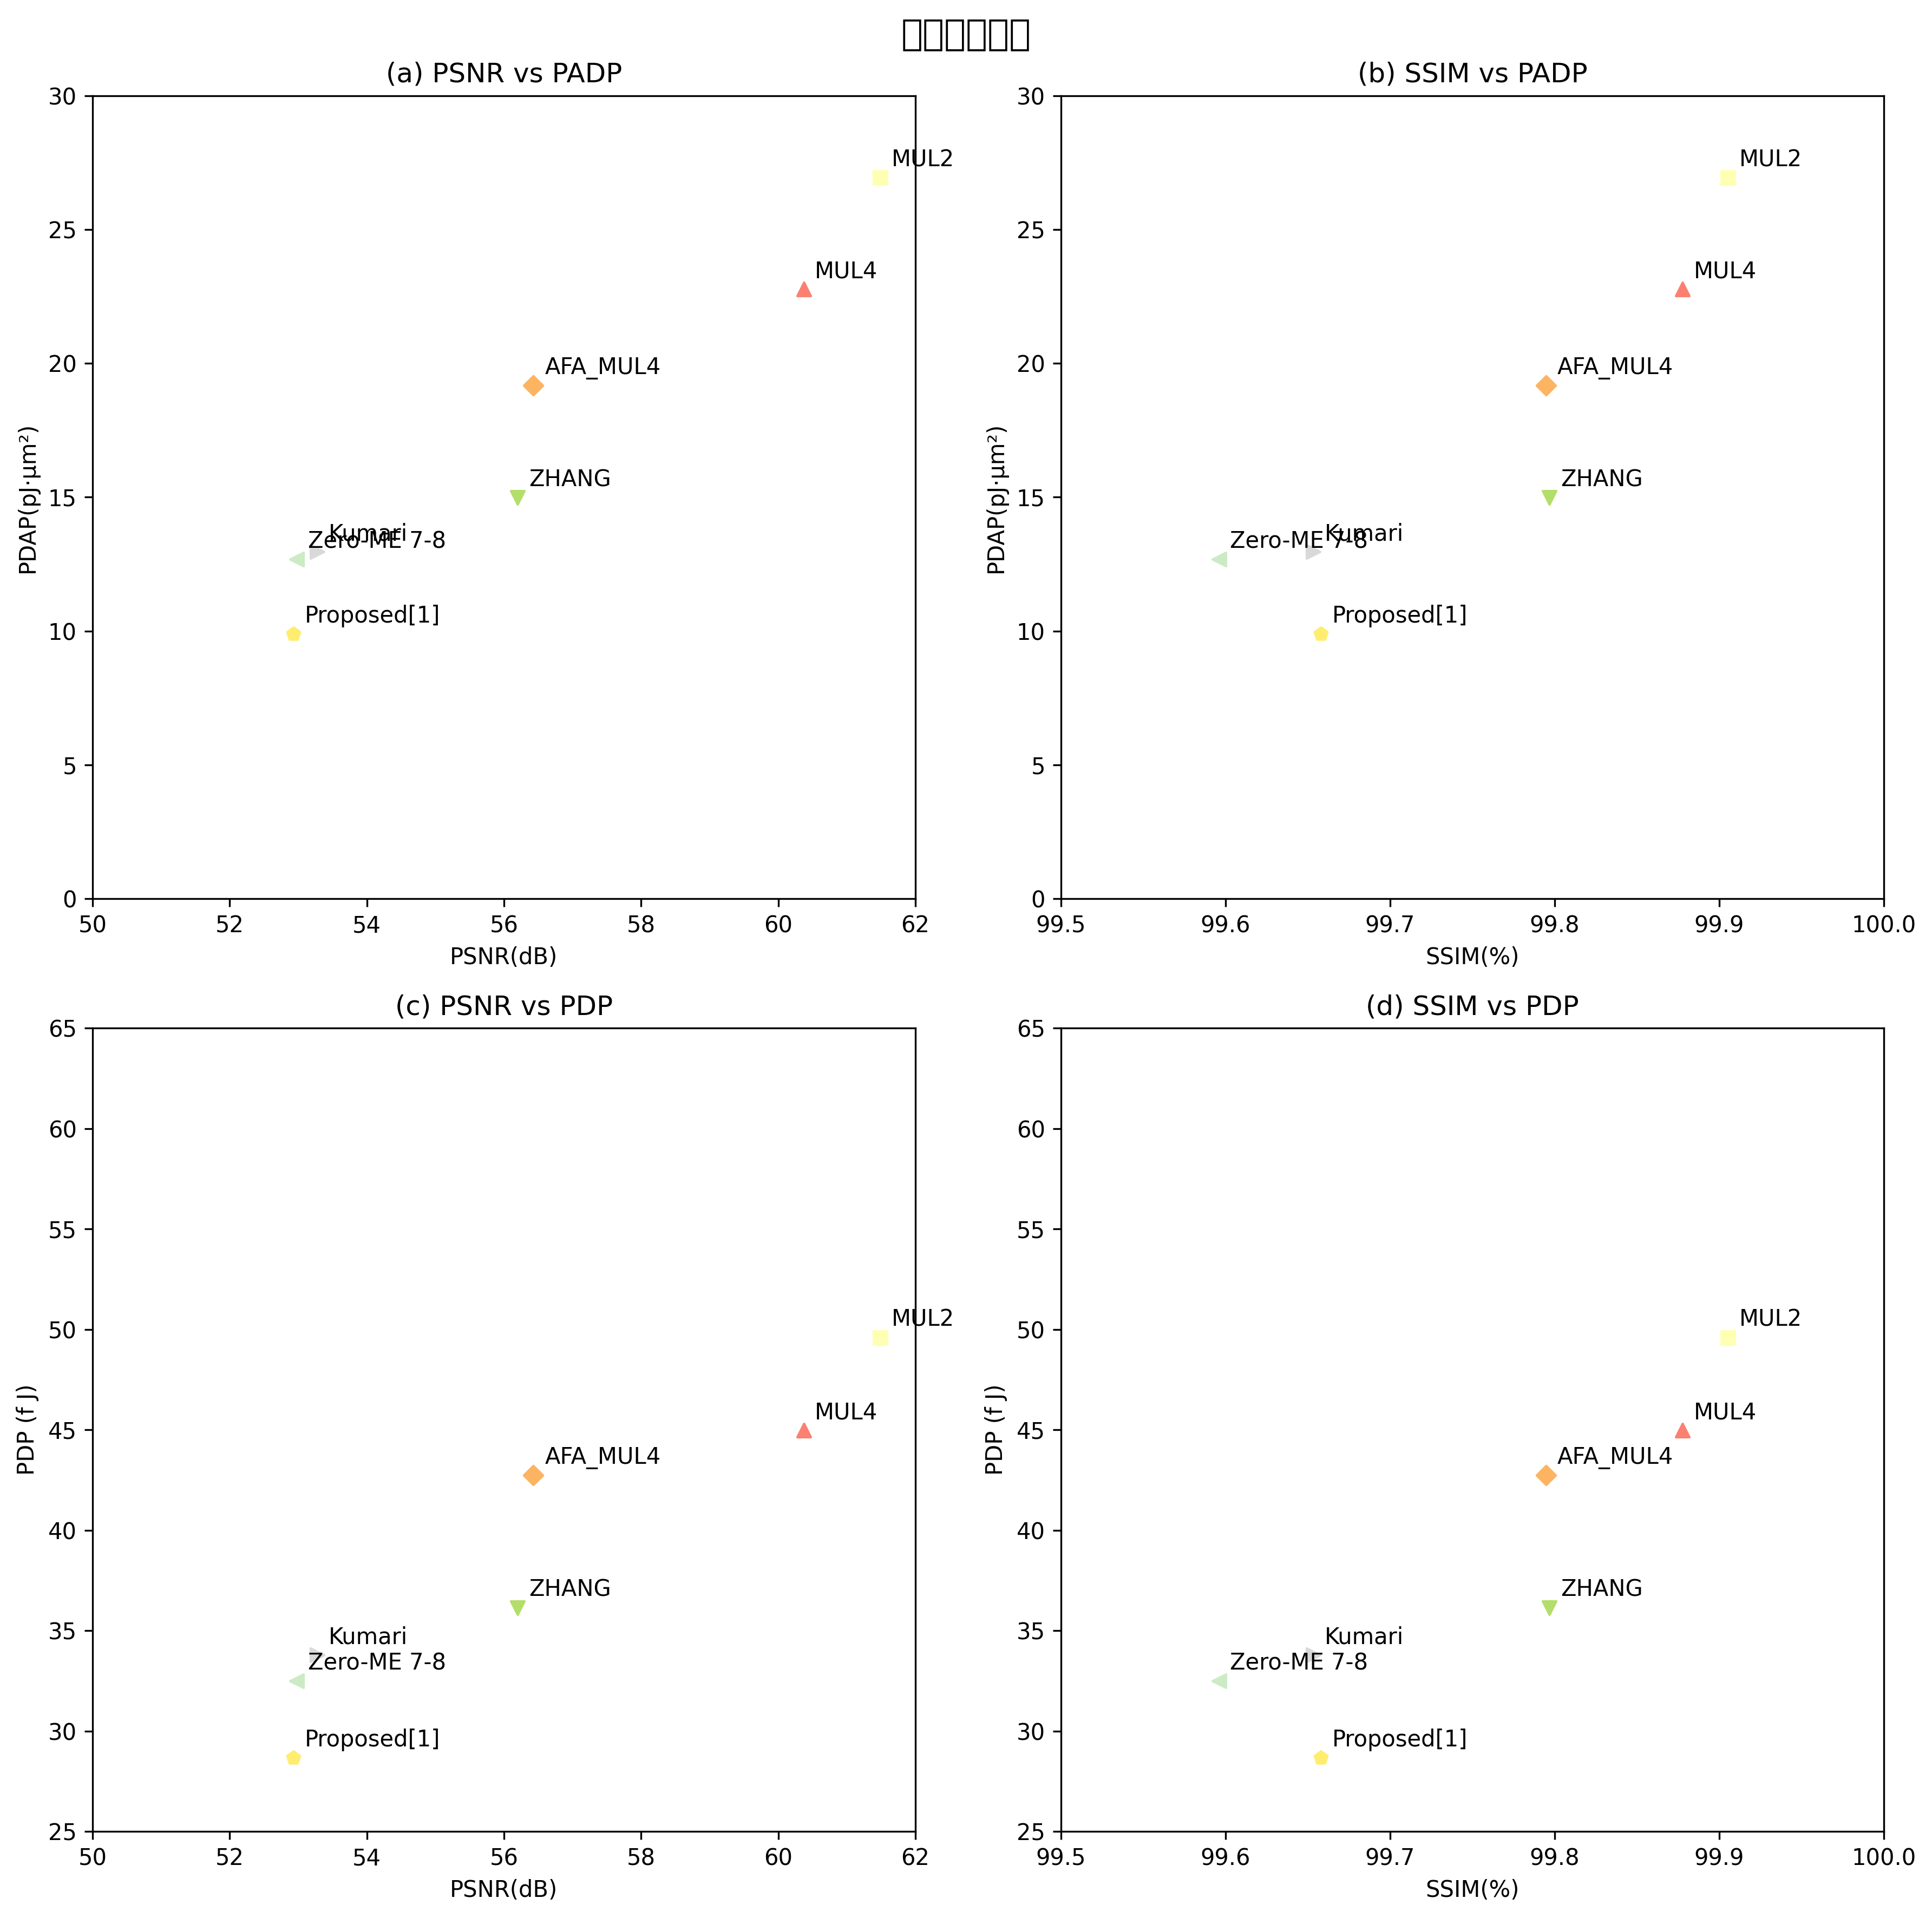 (a) PSNR vs PADP
30
25
20
15
10
5
0
PDAP(pJ·μm²)
MUL2
MUL4
AFA_MUL4
ZHANG
Kumari
Zero-ME 7-8
Proposed[1]
50 52 54 56 58 60 62
PSNR(dB)
(b) SSIM vs PADP
30
25
20
15
10
5
0
PDAP(pJ·μm²)
MUL2
MUL4
AFA_MUL4
ZHANG
Kumari
Zero-ME 7-8
Proposed[1]
99.5 99.6 99.7 99.8 99.9 100.0
SSIM(%)
(c) PSNR vs PDP
65
60
55
50
45
40
35
30
25
PDP (f J)
MUL2
MUL4
AFA_MUL4
ZHANG
Kumari
Zero-ME 7-8
Proposed[1]
50 52 54 56 58 60 62
PSNR(dB)
(d) SSIM vs PDP
65
60
55
50
45
40
35
30
25
PDP (f J)
MUL2
MUL4
AFA_MUL4
ZHANG
Kumari
Zero-ME 7-8
Proposed[1]
99.5 99.6 99.7 99.8 99.9 100.0
SSIM(%)